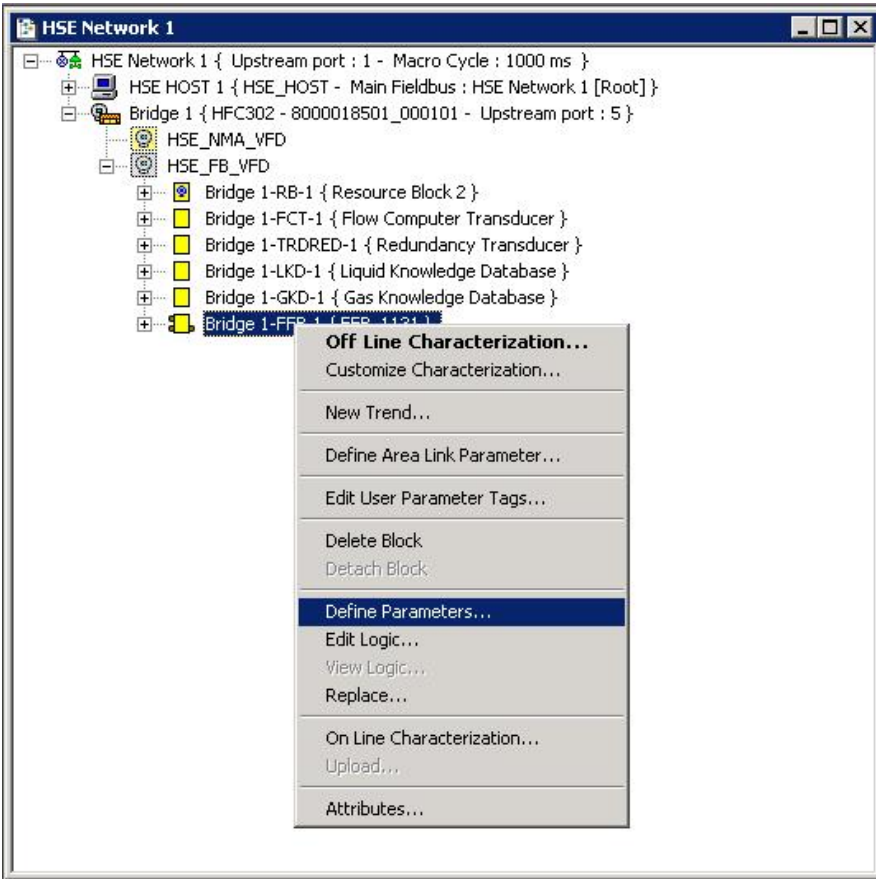 HSE Network 1
HSE Network 1 { Upstream port : 1 - Macro Cycle : 1000 ms }
HSE HOST 1 { HSE_HOST - Main Fieldbus : HSE Network 1 [Root] }
Bridge 1 { HFC302 - 8000018501_000101 - Upstream port : 5 }
HSE_NMA_VFD
HSE_FB_VFD
Bridge 1-RB-1 { Resource Block 2 }
Bridge 1-FCT-1 { Flow Computer Transducer }
Bridge 1-TRDRED-1 { Redundancy Transducer }
Bridge 1-LKD-1 { Liquid Knowledge Database }
Bridge 1-GKD-1 { Gas Knowledge Database }
Bridge 1-FFB-1 { FFB_1131 }
Off Line Characterization...
Customize Characterization...
New Trend...
Define Area Link Parameter...
Edit User Parameter Tags...
Delete Block
Detach Block
Define Parameters...
Edit Logic...
View Logic...
Replace...
On Line Characterization...
Upload...
Attributes...